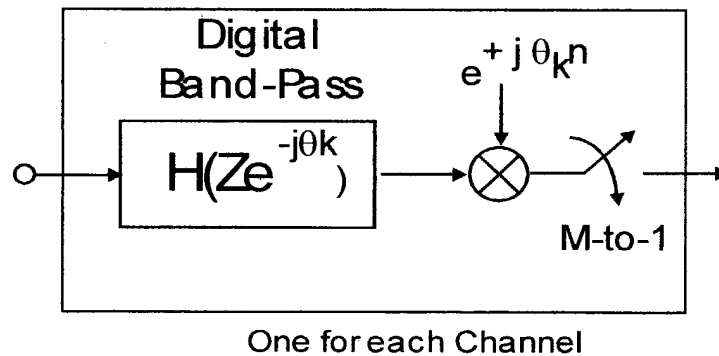 Digital
Band-Pass
e+jθkn
H(Ze-jθk)
M-to-1
One for each Channel